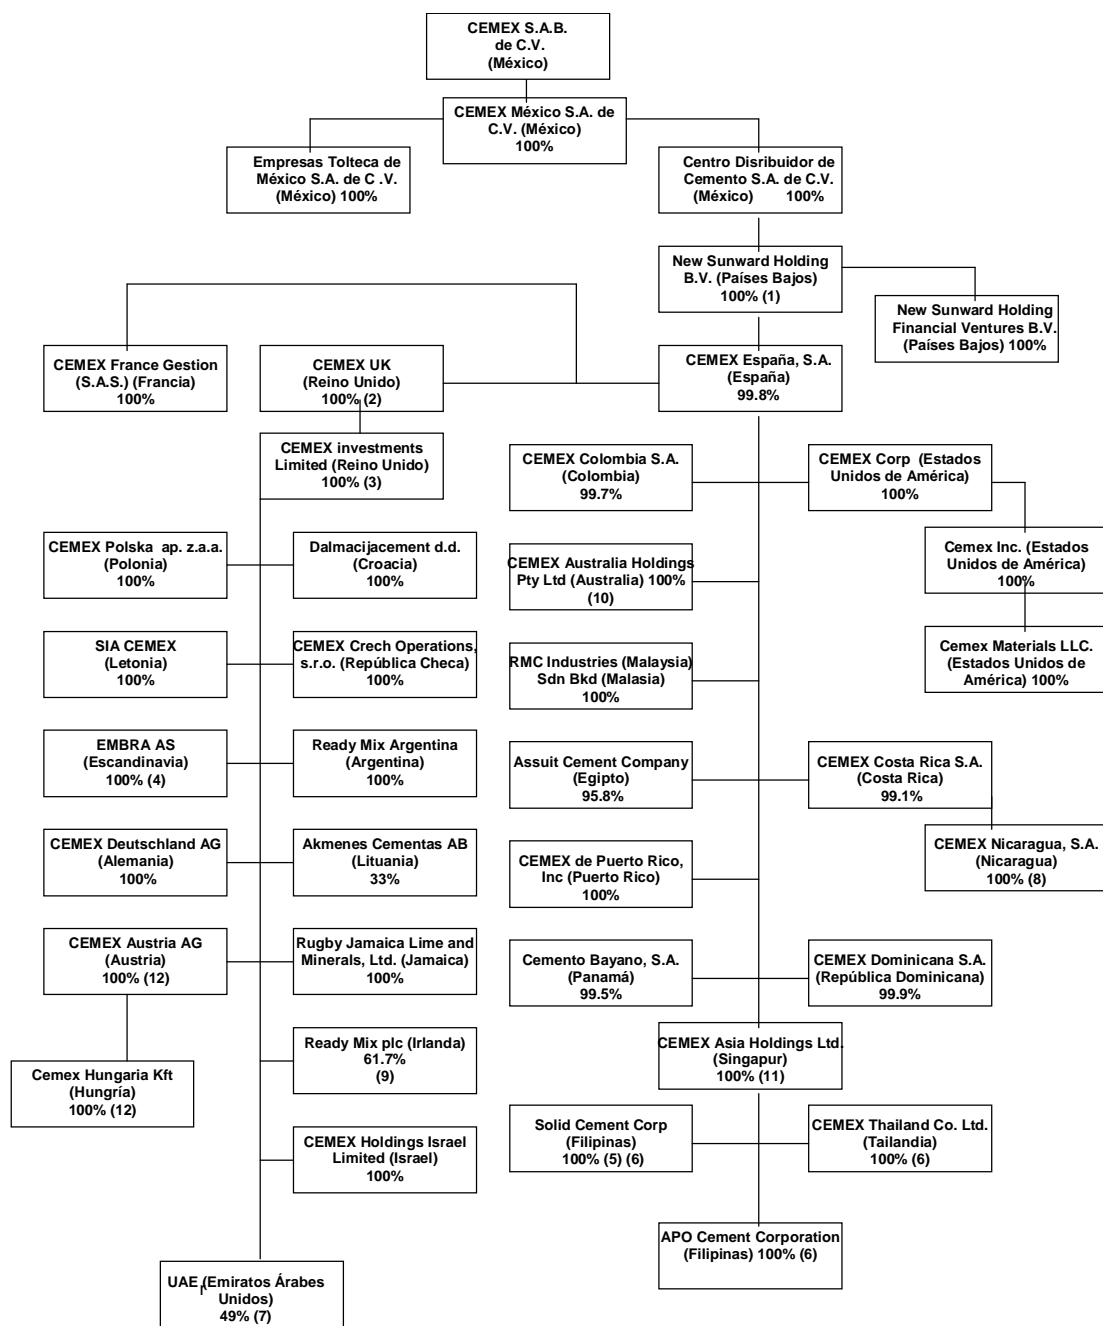 CEMEX S.A.B.
de C.V.
(México)
CEMEX México S.A. de
C.V. (México)
100%
Empresas Tolteca de
México S.A. de C .V.
(México) 100%
Centro Disribuidor de
Cemento S.A. de C.V.
(México) 100%
New Sunward Holding
B.V. (Países Bajos)
100% (1)
New Sunward Holding
Financial Ventures B.V.
(Países Bajos) 100%
CEMEX France Gestion
(S.A.S.) (Francia)
100%
CEMEX UK
(Reino Unido)
100% (2)
CEMEX España, S.A.
(España)
99.8%
CEMEX investments
Limited (Reino Unido)
100% (3)
CEMEX Colombia S.A.
(Colombia)
99.7%
CEMEX Corp (Estados
Unidos de América)
100%
CEMEX Polska ap. z.a.a.
(Polonia)
100%
Dalmacijacement d.d.
(Croacia)
100%
CEMEX Australia Holdings
Pty Ltd (Australia) 100%
(10)
Cemex Inc. (Estados
Unidos de América)
100%
SIA CEMEX
(Letonia)
100%
CEMEX Crech Operations,
s.r.o. (República Checa)
100%
RMC Industries (Malaysia)
Sdn Bkd (Malasia)
100%
Cemex Materials LLC.
(Estados Unidos de
América) 100%
EMBRA AS
(Escandinavia)
100% (4)
Ready Mix Argentina
(Argentina)
100%
Assuit Cement Company
(Egipto)
95.8%
CEMEX Costa Rica S.A.
(Costa Rica)
99.1%
CEMEX Deutschland AG
(Alemania)
100%
Akmenes Cementas AB
(Lituania)
33%
CEMEX de Puerto Rico,
Inc (Puerto Rico)
100%
CEMEX Nicaragua, S.A.
(Nicaragua)
100% (8)
CEMEX Austria AG
(Austria)
100% (12)
Rugby Jamaica Lime and
Minerals, Ltd. (Jamaica)
100%
Cemento Bayano, S.A.
(Panamá)
99.5%
CEMEX Dominicana S.A.
(República Dominicana)
99.9%
Ready Mix plc (Irlanda)
61.7%
(9)
CEMEX Asia Holdings Ltd.
(Singapur)
100% (11)
Cemex Hungaria Kft
(Hungría)
100% (12)
CEMEX Holdings Israel
Limited (Israel)
100%
Solid Cement Corp
(Filipinas)
100% (5) (6)
CEMEX Thailand Co. Ltd.
(Tailandia)
100% (6)
APO Cement Corporation
(Filipinas) 100% (6)
UAE (Emiratos Árabes
Unidos)
49% (7)